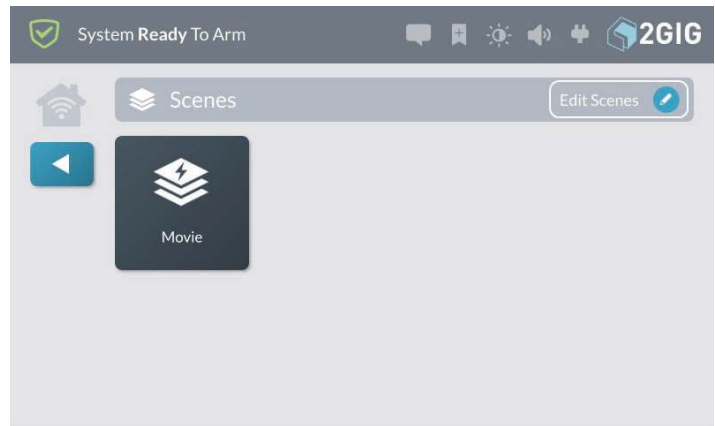 System Ready To Arm
2GIG
Scenes
Edit Scenes
Movie